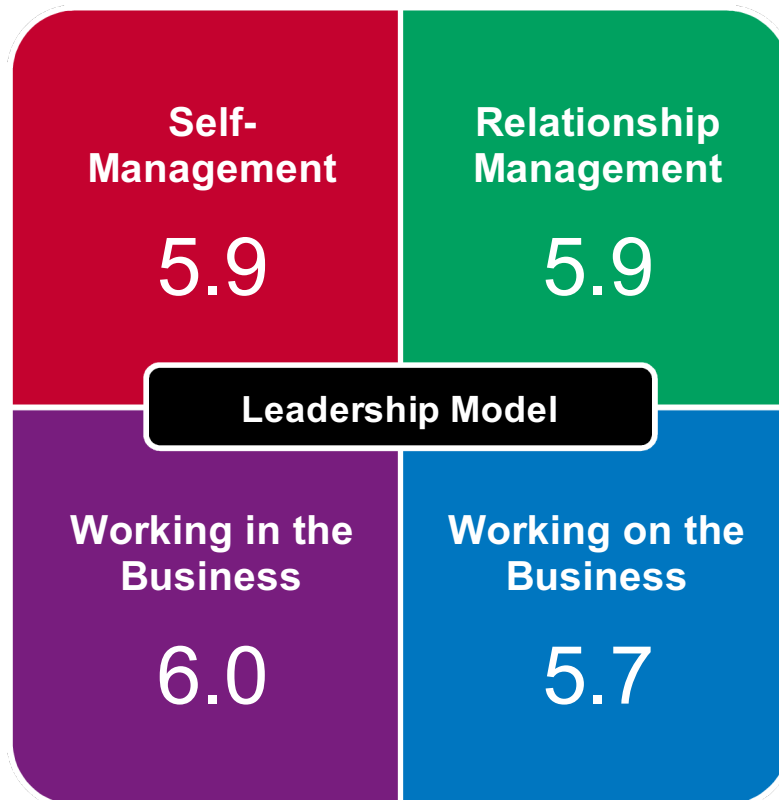 Self-
Management
5.9
Relationship
Management
5.9
Leadership Model
Working in the
Business
6.0
Working on the
Business
5.7